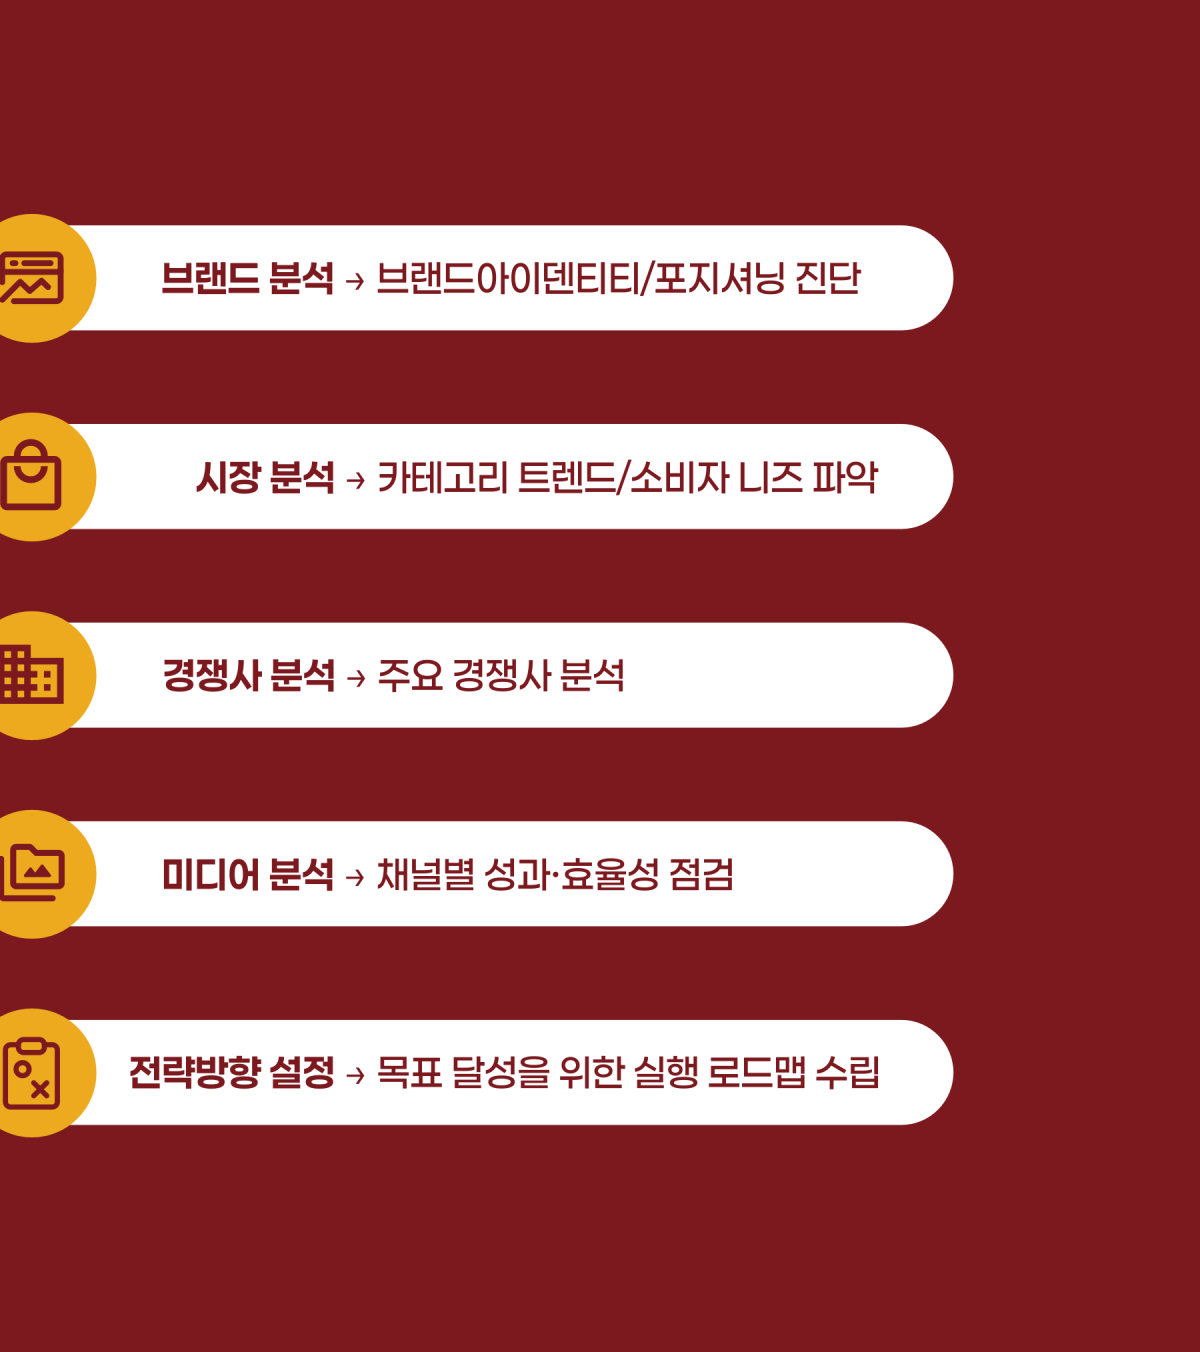 브랜드 분석 → 브랜드아이덴티티/포지셔닝 진단
시장 분석 → 카테고리 트렌드/소비자 니즈 파악
경쟁사 분석 → 주요 경쟁사 분석
미디어 분석 → 채널별 성과·효율성 점검
전략방향 설정 → 목표 달성을 위한 실행 로드맵 수립